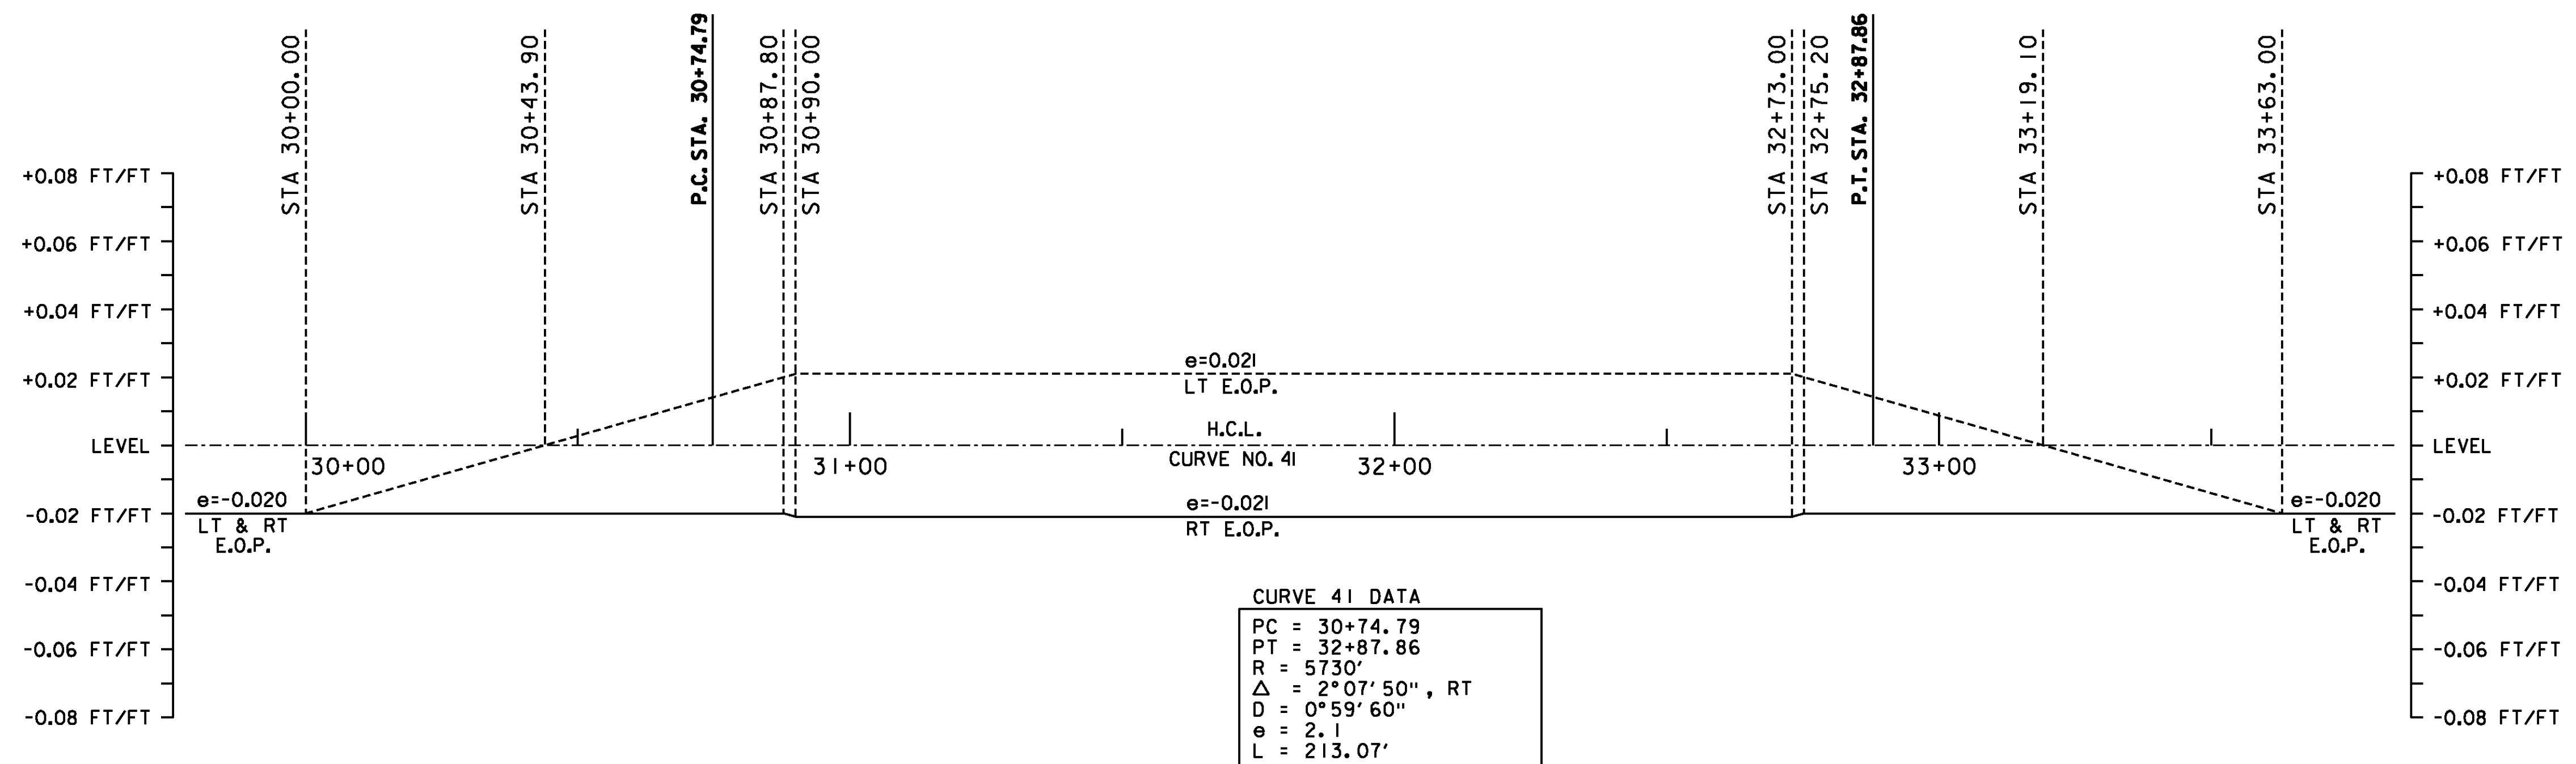 STA 30+00.00
STA 30+43.90
P.C. STA. 30+74.79
STA 30+87.80
STA 30+90.00
STA 32+73.00
STA 32+75.20
P.T. STA. 32+87.86
STA 33+19.10
STA 33+63.00
+0.08 FT/FT
+0.06 FT/FT
+0.04 FT/FT
+0.02 FT/FT
LEVEL
-0.02 FT/FT
-0.04 FT/FT
-0.06 FT/FT
-0.08 FT/FT
e=-0.020
LT & RT
E.O.P.
30+00
31+00
e=0.021
LT E.O.P.
H.C.L.
CURVE NO. 41
32+00
33+00
e=-0.021
RT E.O.P.
e=-0.020
LT & RT
E.O.P.
+0.08 FT/FT
+0.06 FT/FT
+0.04 FT/FT
+0.02 FT/FT
LEVEL
-0.02 FT/FT
-0.04 FT/FT
-0.06 FT/FT
-0.08 FT/FT
CURVE 41 DATA
PC = 30+74.79
PT = 32+87.86
R = 5730'
△ = 2°07'50", RT
D = 0°59'60"
e = 2.1
L = 213.07'